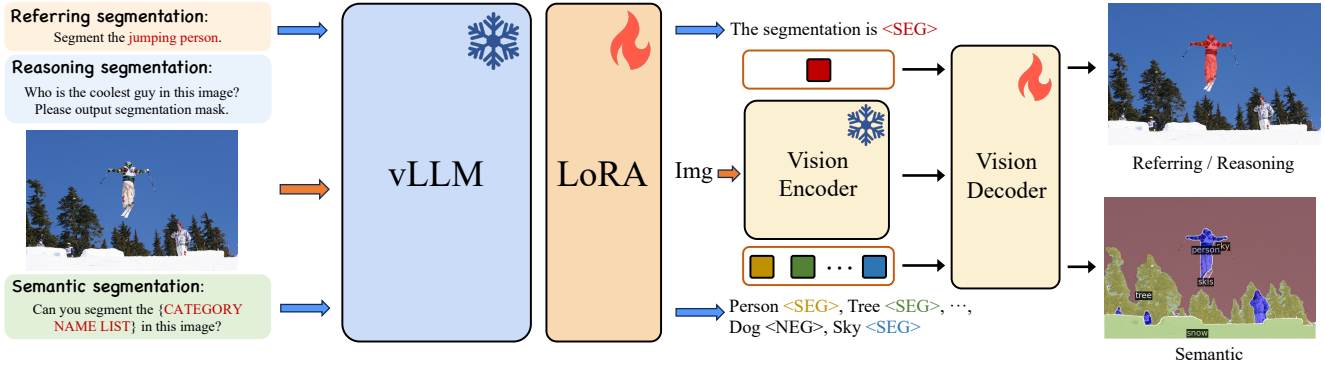 Referring segmentation:
Segment the jumping person.
Reasoning segmentation:
Who is the coolest guy in this image?
Please output segmentation mask.
Semantic segmentation:
Can you segment the {CATEGORY
NAME LIST} in this image?
vLLM
LoRA
The segmentation is <SEG>
Img
Vision
Encoder
Vision
Decoder
Person <SEG>, Tree <SEG>, ···,
Dog <NEG>, Sky <SEG>
Referring / Reasoning
sky
person
skis
tree
snow
Semantic